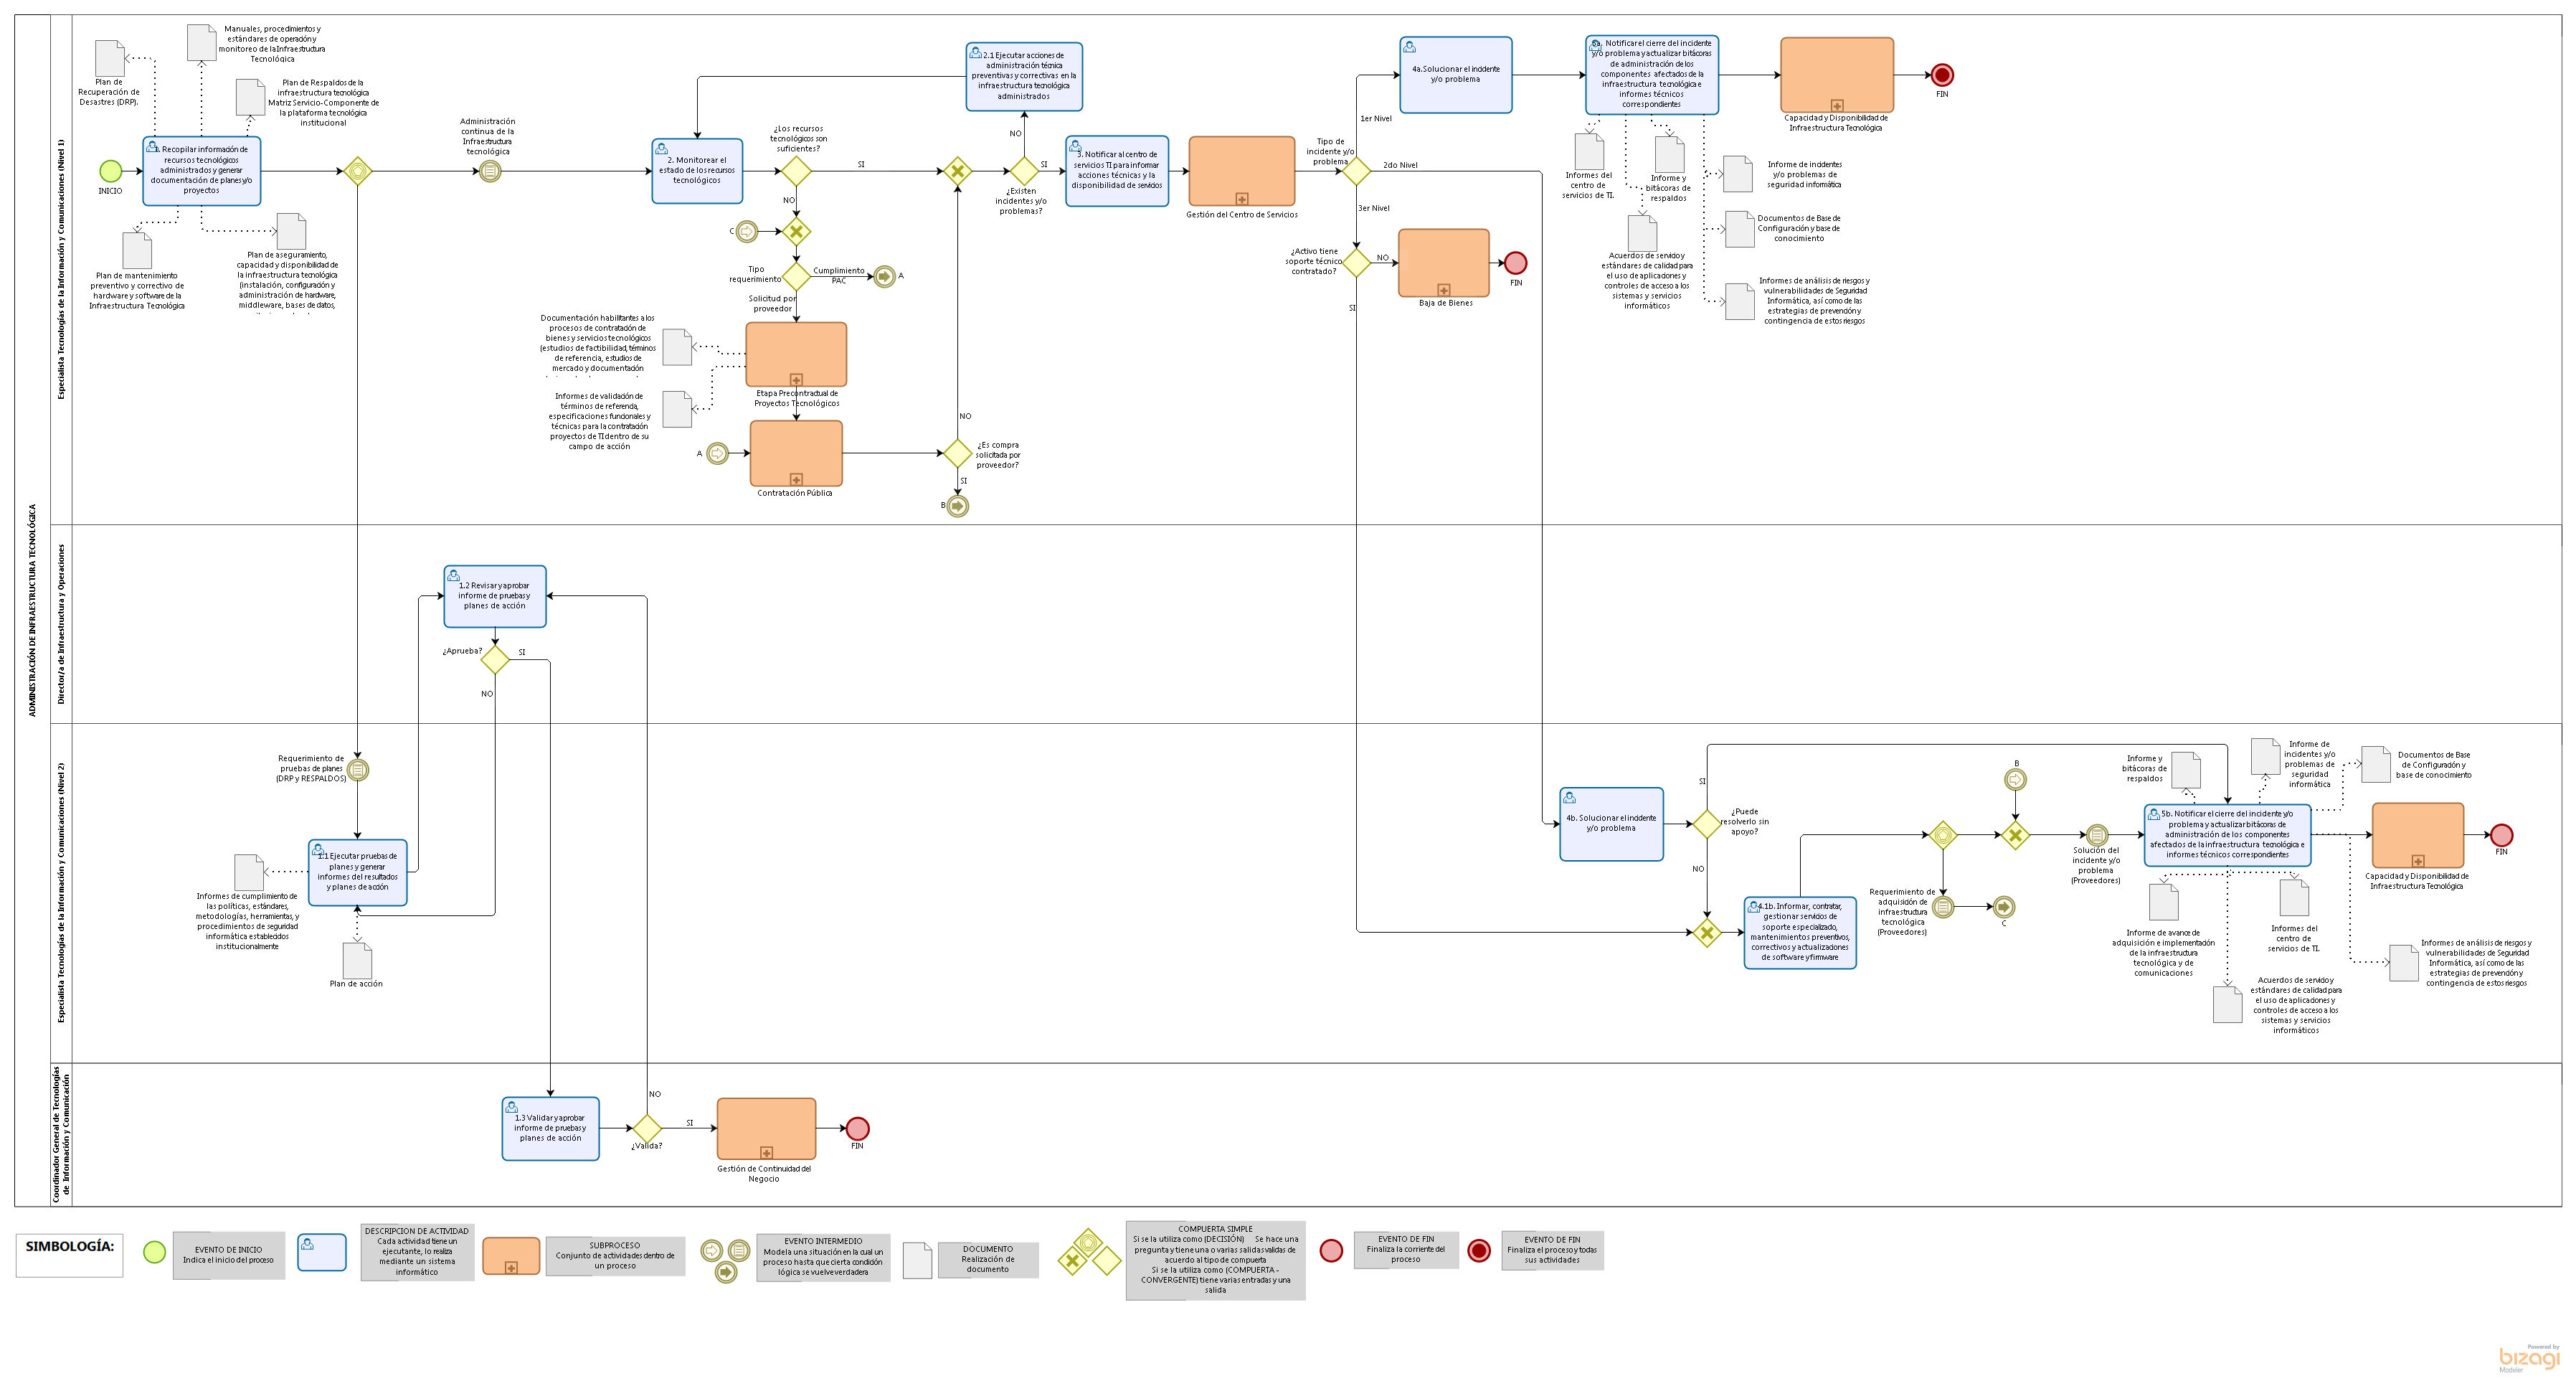 ADMINISTRACIÓN DE INFRAESTRUCTURA TECNOLÓGICA
Especialista Tecnologías de la Información y Comunicaciones (Nivel 1)
Manuales, procedimientos y
estándares de operación y
monitoreo de la Infraestructura
Tecnológica
Plan de
Recuperación de
Desastres (DRP).
Plan de Respaldos de la
infraestructura tecnológica
Matriz Servicio-Componente de
la plataforma tecnológica
institucional
INICIO
1. Recopilar información de
recursos tecnológicos
administrados y generar
documentación de planes y/o
proyectos
Plan de mantenimiento
preventivo y correctivo de
hardware y software de la
Infraestructura Tecnológica
Plan de aseguramiento,
capacidad y disponibilidad de
la infraestructura tecnológica
(instalación, configuración y
administración de hardware,
middleware, bases de datos,
Administración
continua de la
Infraestructura
tecnológica
2. Monitorear el
estado de los recursos
tecnológicos
¿Los recursos
tecnológicos son
suficientes?
SI
NO
C
Tipo
requerimiento
Cumplimiento
PAC
A
Solicitud por
proveedor
Documentación habilitantes a los
procesos de contratación de
bienes y servicios tecnológicos
(estudios de factibilidad, términos
de referencia, estudios de
mercado y documentación
Etapa Precontractual de
Proyectos Tecnológicos
Informes de validación de
términos de referencia,
especificaciones funcionales y
técnicas para la contratación
proyectos de TI dentro de su
campo de acción
A
Contratación Pública
¿Es compra
solicitada por
proveedor?
NO
SI
B
2.1 Ejecutar acciones de
administración técnica
preventivas y correctivas en la
infraestructura tecnológica
administrados
NO
SI
¿Existen
incidentes y/o
problemas?
3. Notificar al centro de
servicios TI para informar
acciones técnicas y la
disponibilidad de servicios
Gestión del Centro de Servicios
Tipo de
incidente y/o
problema
1er Nivel
2do Nivel
3er Nivel
4a.Solucionar el incidente
y/o problema
5a. Notificar el cierre del incidente
y/o problema y actualizar bitácoras
de administración de los
componentes afectados de la
infraestructura tecnológica e
informes técnicos
correspondientes
Capacidad y Disponibilidad de
Infraestructura Tecnológica
FIN
Informes del
centro de
servicios de TI.
Informe y
bitácoras de
respaldos
Informe de incidentes
y/o problemas de
seguridad informática
Acuerdos de servicio y
estándares de calidad para
el uso de aplicaciones y
controles de acceso a los
sistemas y servicios
informáticos
Documentos de Base de
Configuración y base de
conocimiento
Informes de análisis de riesgos y
vulnerabilidades de Seguridad
Informática, así como de las
estrategias de prevención y
contingencia de estos riesgos
¿Activo tiene
soporte técnico
contratado?
NO
SI
Baja de Bienes
FIN
Director/a de Infraestructura y Operaciones
1.2 Revisar y aprobar
informe de pruebas y
planes de acción
¿Aprueba?
SI
NO
Especialista Tecnologías de la Información y Comunicaciones (Nivel 2)
Requerimiento de
pruebas de planes
(DRP y RESPALDOS)
1.1 Ejecutar pruebas de
planes y generar
informes del resultados
y planes de acción
Informes de cumplimiento de
las políticas, estándares,
metodologías, herramientas, y
procedimientos de seguridad
informática establecidos
institucionalmente
Plan de acción
4b. Solucionar el incidente
y/o problema
SI
¿Puede
resolverlo sin
apoyo?
NO
4.1b. Informar, contratar,
gestionar servicios de
soporte especializado,
mantenimientos preventivos,
correctivos y actualizaciones
de software y firmware
Requerimiento de
adquisición de
infraestructura
tecnológica
(Proveedores)
C
B
Solución del
incidente y/o
problema
(Proveedores)
Informe y
bitácoras de
respaldos
Informe de
incidentes y/o
problemas de
seguridad
informática
Documentos de Base
de Configuración y
base de conocimiento
5b. Notificar el cierre del incidente y/o
problema y actualizar bitácoras de
administración de los componentes
afectados de la infraestructura tecnológica e
informes técnicos correspondientes
Capacidad y Disponibilidad de
Infraestructura Tecnológica
FIN
Informe de avance de
adquisición e implementación
de la infraestructura
tecnológica y de
comunicaciones
Informes del
centro de
servicios de TI.
Informes de análisis de riesgos y
vulnerabilidades de Seguridad
Informática, así como de las
estrategias de prevención y
contingencia de estos riesgos
Acuerdos de servicio y
estándares de calidad para
el uso de aplicaciones y
controles de acceso a los
sistemas y servicios
informáticos
Coordinador General de Tecnologías
de Información y Comunicación
1.3 Validar y aprobar
informe de pruebas y
planes de acción
NO
SI
¿Valida?
Gestión de Continuidad del
Negocio
FIN
SIMBOLOGÍA:
EVENTO DE INICIO
Indica el inicio del proceso
DESCRIPCION DE ACTIVIDAD
Cada actividad tiene un
ejecutante, lo realiza
mediante un sistema
informático
SUBPROCESO
Conjunto de actividades dentro de
un proceso
EVENTO INTERMEDIO
Modela una situación en la cual un
proceso hasta que cierta condición
lógica se vuelve verdadera
DOCUMENTO
Realización de
documento
COMPUERTA SIMPLE
Si se la utiliza como (DECISIÓN) Se hace una
pregunta y tiene una o varias salidas validas de
acuerdo al tipo de compuerta
Si se la utiliza como (COMPUERTA -
CONVERGENTE) tiene varias entradas y una
salida
EVENTO DE FIN
Finaliza la corriente del
proceso
EVENTO DE FIN
Finaliza el proceso y todas
sus actividades
Powered by
bizagi
Modeler